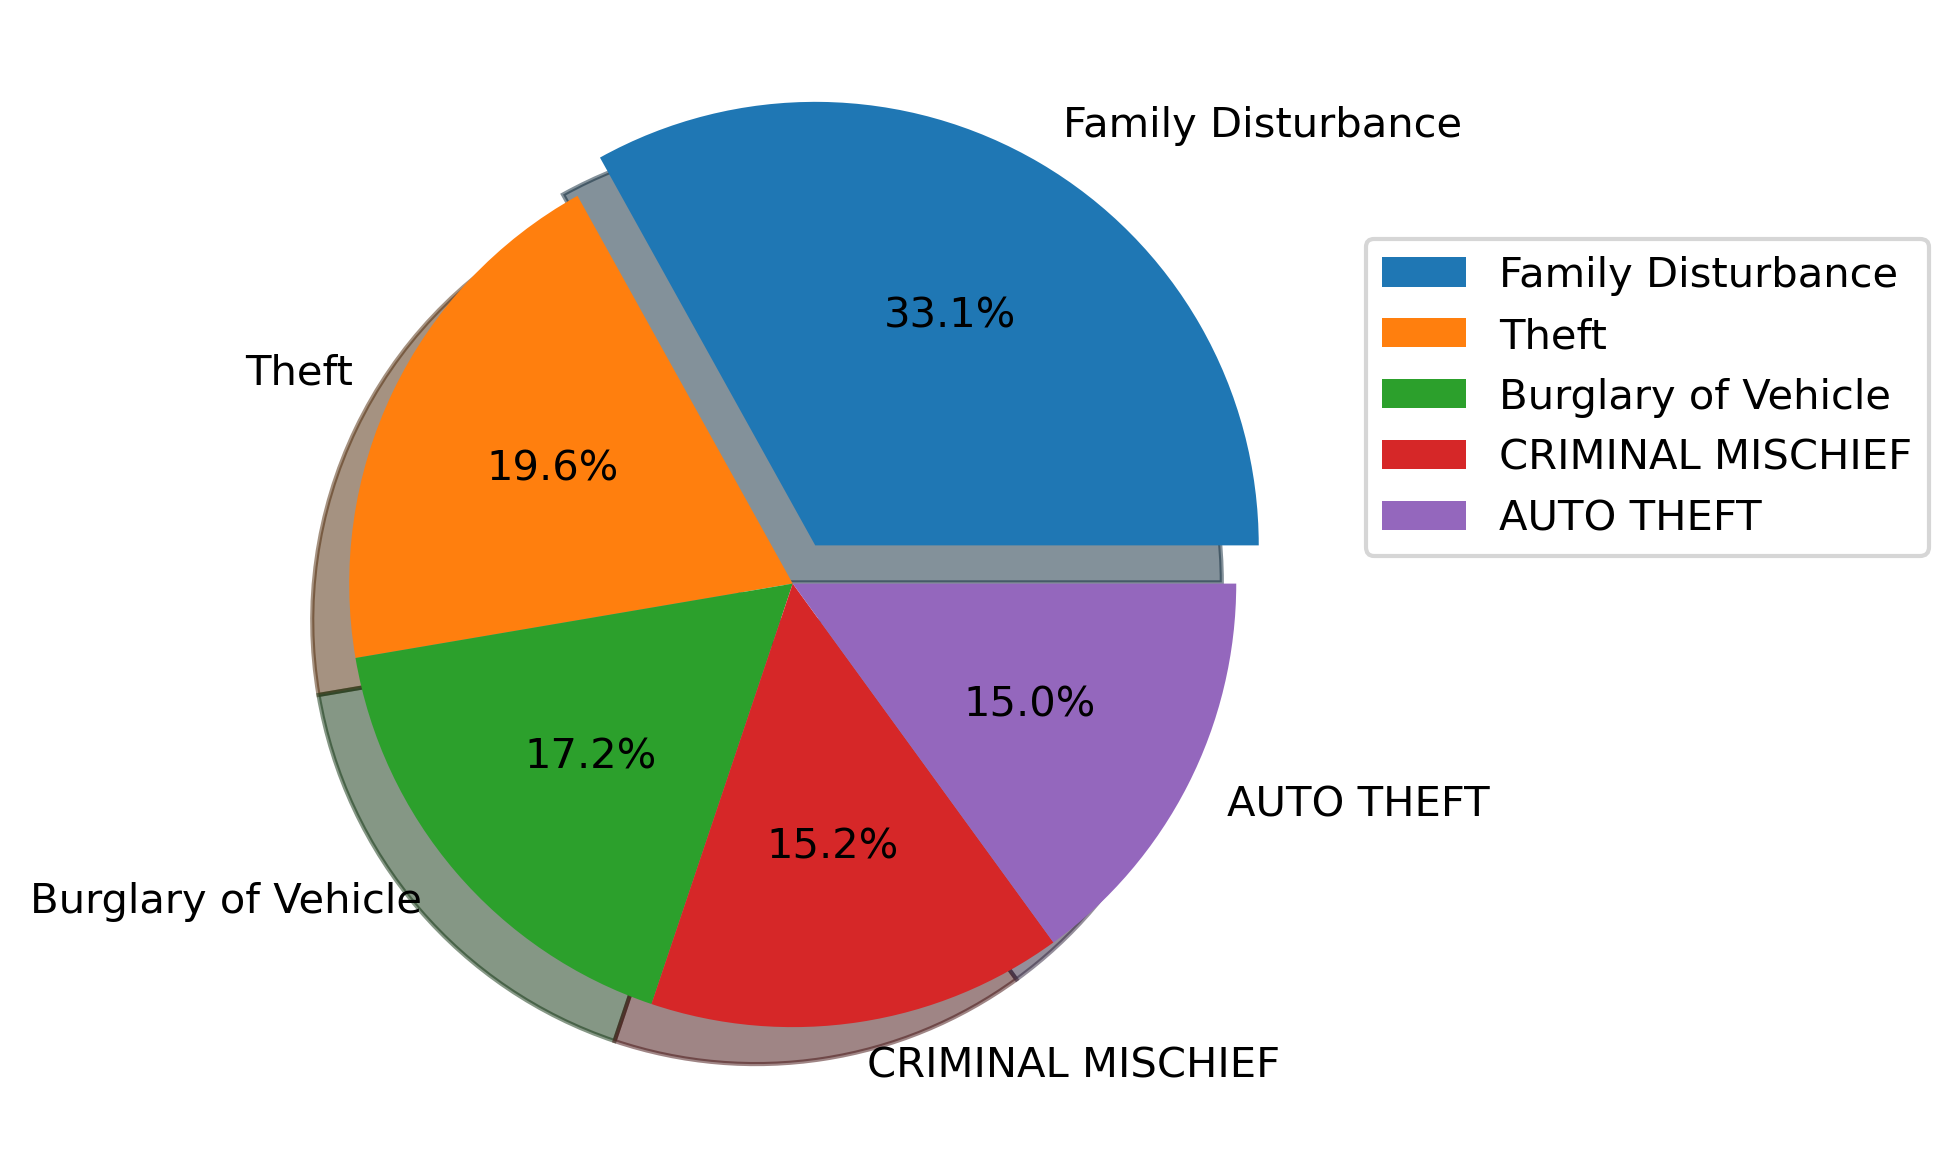 Family Disturbance
33.1%
Theft
19.6%
Burglary of Vehicle
17.2%
CRIMINAL MISCHIEF
15.2%
AUTO THEFT
15.0%
Family Disturbance
Theft
Burglary of Vehicle
CRIMINAL MISCHIEF
AUTO THEFT